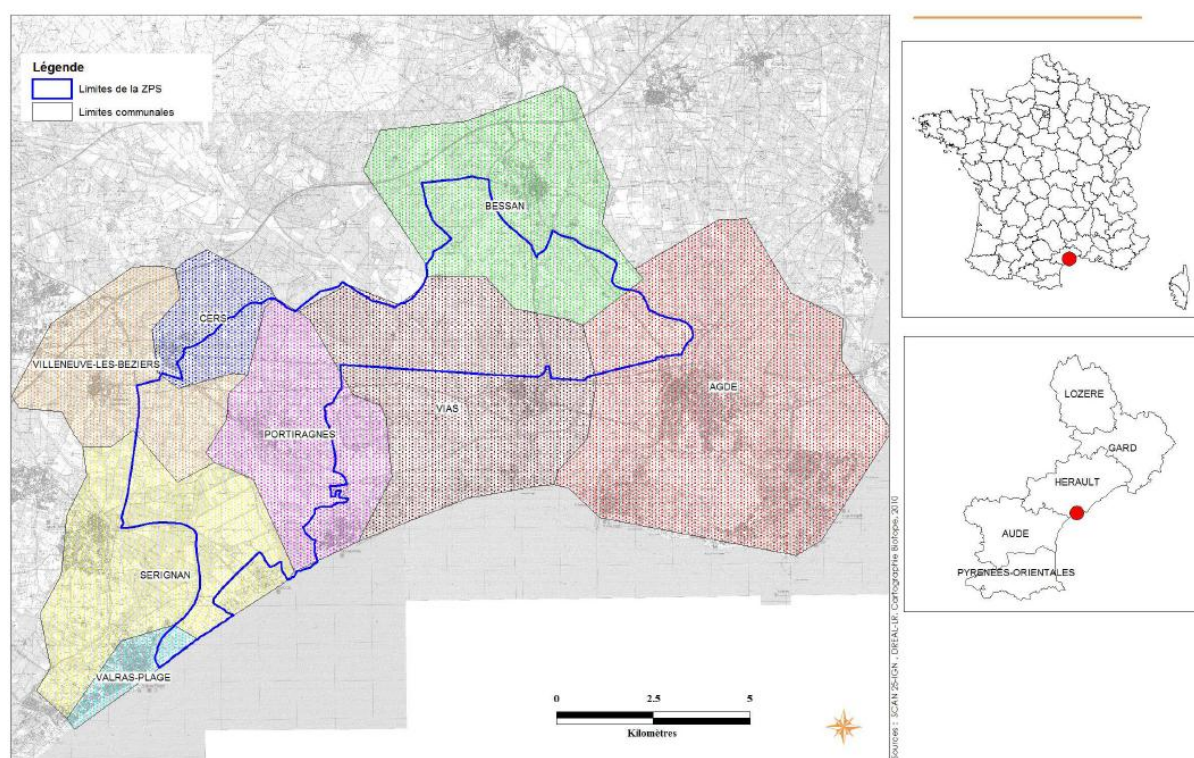 Légende
Limites de la ZPS
Limites communales
BESSAN
CERS
VILLENEUVE-LES-BEZIERS
AGDE
VIAS
PORTIRAGNES
SERIGNAN
VALRAS-PLAGE
0 2.5 5
Kilomètres
Sources : SCAN 25-IGN , DREAL-LR, Cartographie Biotope, 2010
LOZERE
GARD
HERAULT
AUDE
PYRENEES-ORIENTALES